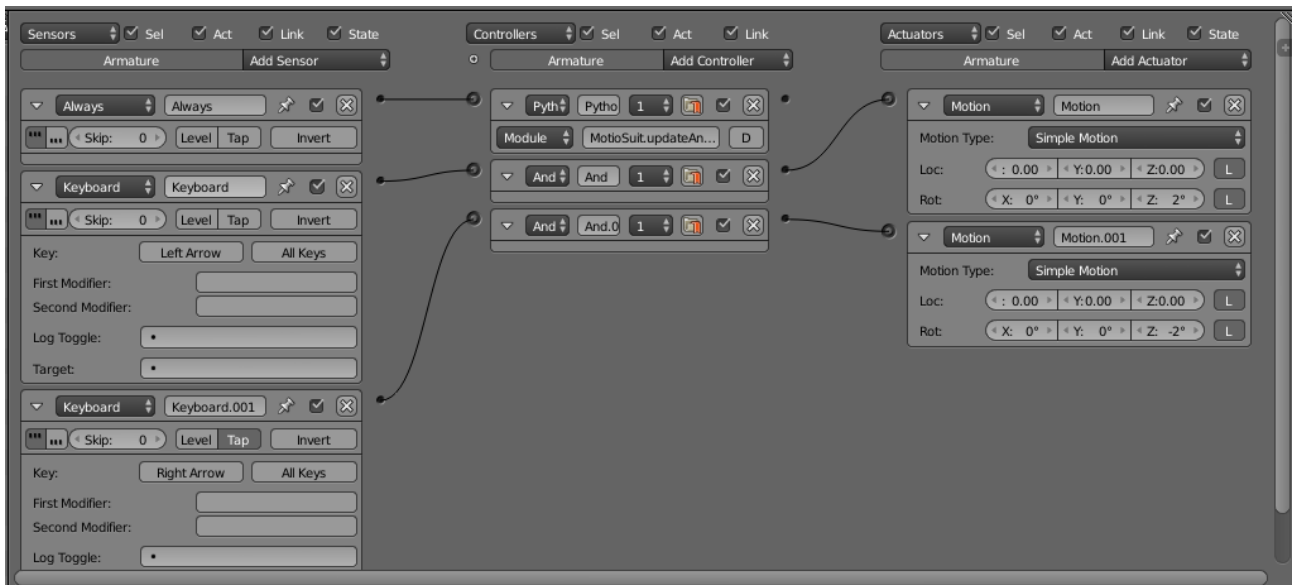 Sensors Sel Act Link State
Armature Add Sensor
Always Always
Skip: 0 Level Tap Invert
Keyboard Keyboard
Skip: 0 Level Tap Invert
Key: Left Arrow All Keys
First Modifier:
Second Modifier:
Log Toggle:
Target:
Keyboard Keyboard.001
Skip: 0 Level Tap Invert
Key: Right Arrow All Keys
First Modifier:
Second Modifier:
Log Toggle:
Controllers Sel Act Link
Armature Add Controller
Pyth Pytho 1
Module MotioSuit.updateAn... D
And And 1
And And.0 1
Actuators Sel Act Link State
Armature Add Actuator
Motion Motion
Motion Type: Simple Motion
Loc: : 0.00 Y:0.00 Z:0.00 L
Rot: X: 0° Y: 0° Z: 2° L
Motion Motion.001
Motion Type: Simple Motion
Loc: : 0.00 Y:0.00 Z:0.00 L
Rot: X: 0° Y: 0° Z: -2° L